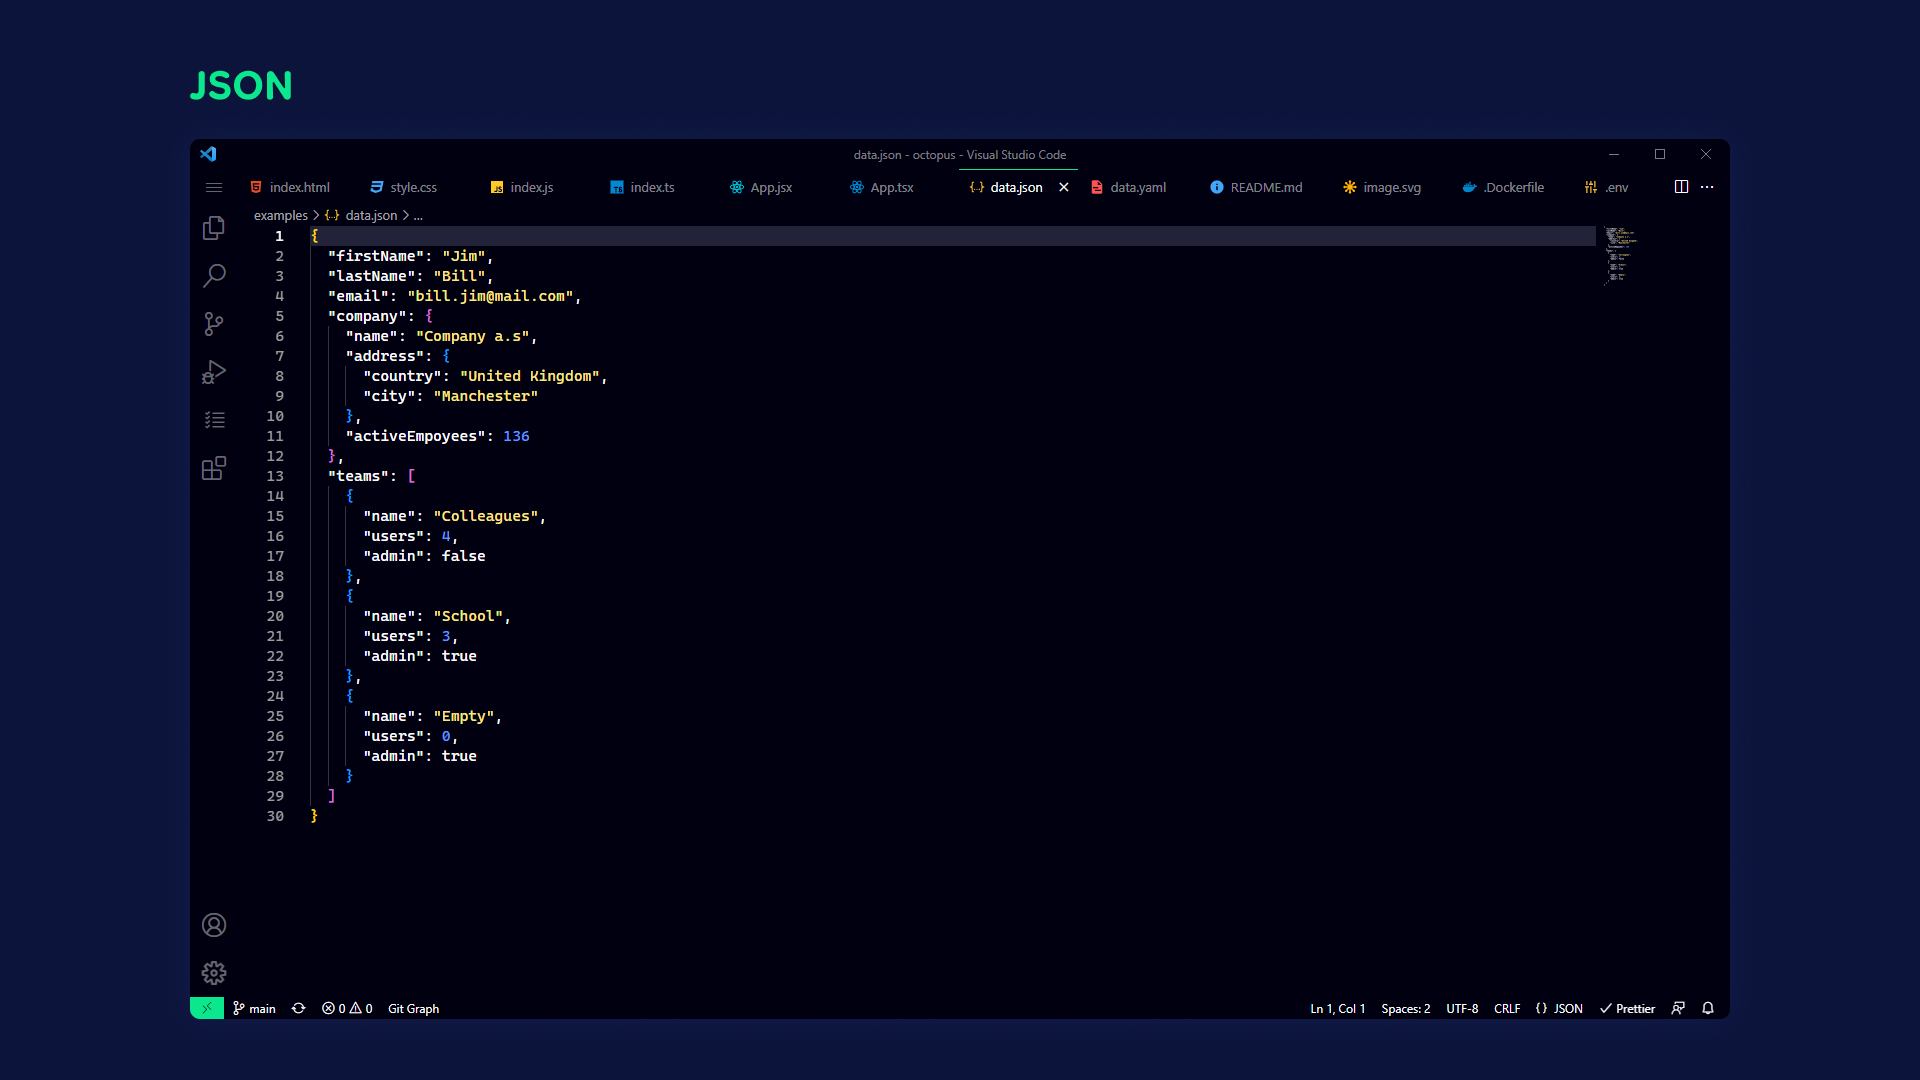 JSON
data.json - octopus - Visual Studio Code
index.html style.css index.js index.ts App.jsx App.tsx data.json data.yaml README.md image.svg .Dockerfile .env
examples > data.json > ...
1 {
2 "firstName": "Jim",
3 "lastName": "Bill",
4 "email": "bill.jim@mail.com",
5 "company": {
6 "name": "Company a.s",
7 "address": {
8 "country": "United Kingdom",
9 "city": "Manchester"
10 },
11 "activeEmpoyees": 136
12 },
13 "teams": [
14 {
15 "name": "Colleagues",
16 "users": 4,
17 "admin": false
18 },
19 {
20 "name": "School",
21 "users": 3,
22 "admin": true
23 },
24 {
25 "name": "Empty",
26 "users": 0,
27 "admin": true
28 }
29 ]
30 }
main 0 0 Git Graph Ln 1, Col 1 Spaces: 2 UTF-8 CRLF {} JSON Prettier